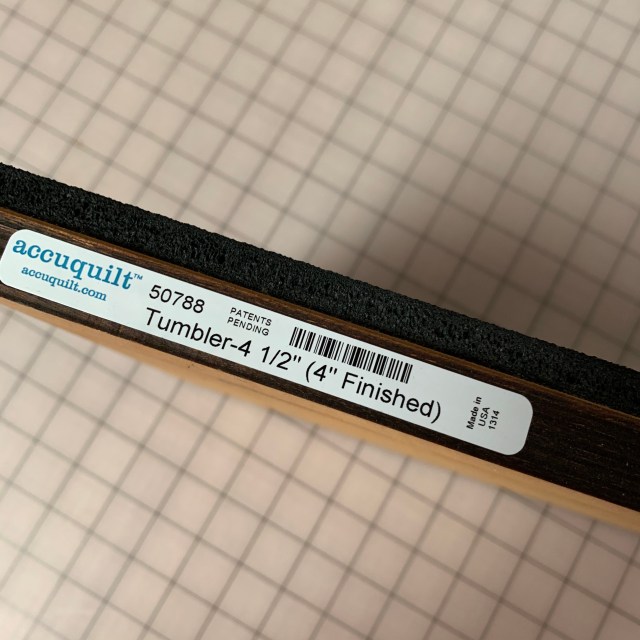 accuquilt™
accuquilt.com
50788
PATENTS
PENDING
Tumbler-4 1/2" (4" Finished)
Made in
USA
1314